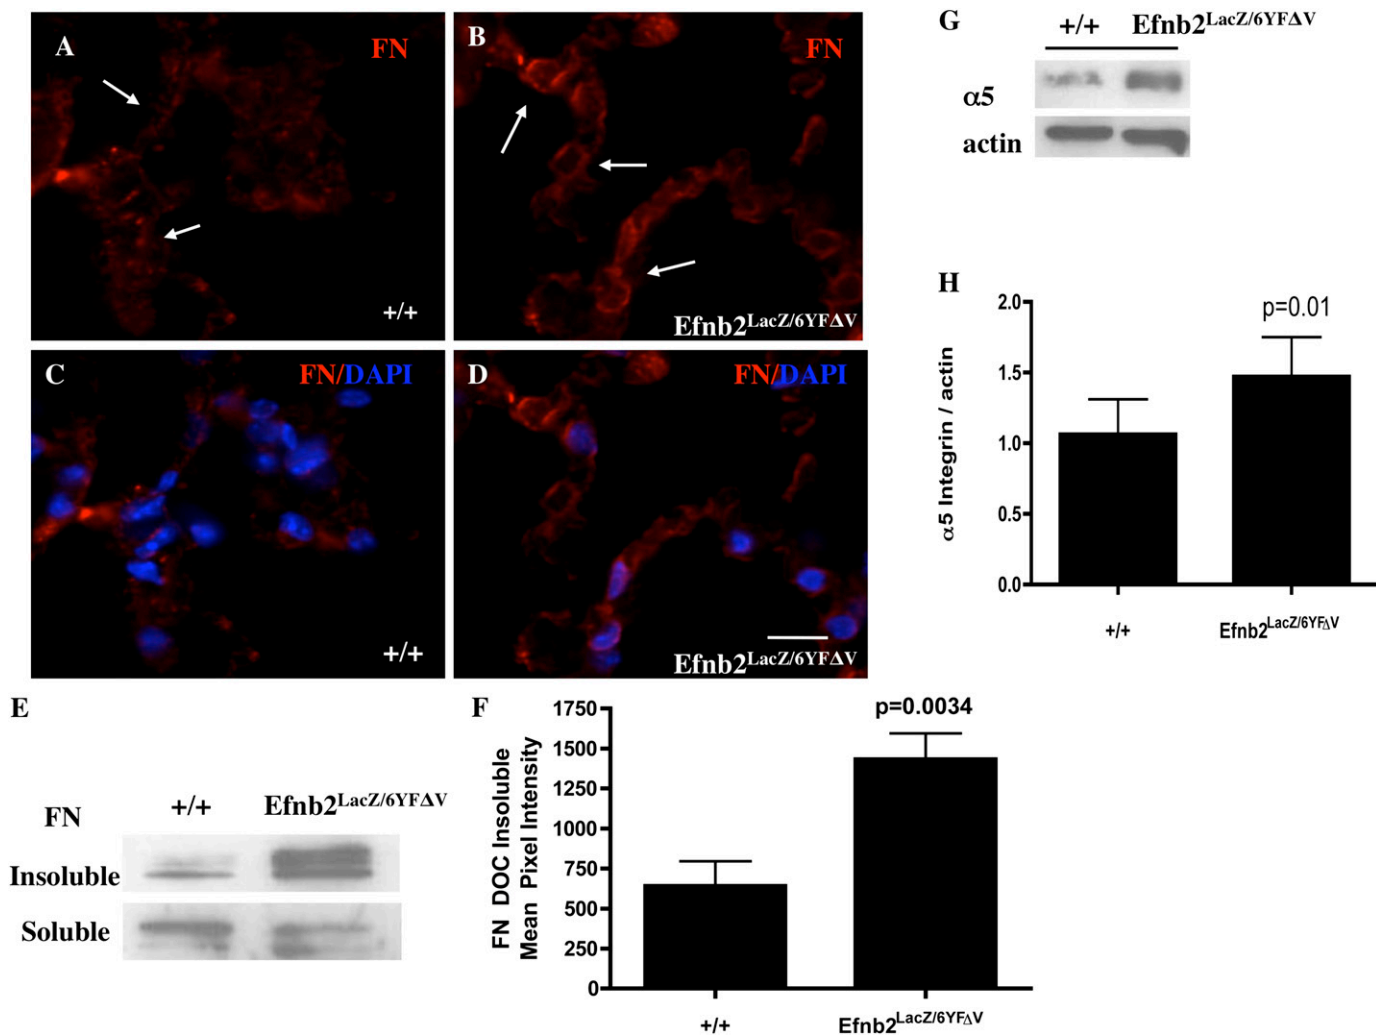 A
FN
+/+
B
FN
Efnb2LacZ/6YFΔV
C
FN/DAPI
+/+
D
FN/DAPI
Efnb2LacZ/6YFΔV
E
FN
+/+
Efnb2LacZ/6YFΔV
Insoluble
Soluble
F
FN DOC Insoluble
Mean Pixel Intensity
1750
1500
1250
1000
750
500
250
0
p=0.0034
+/+
Efnb2LacZ/6YFΔV
G
+/+
Efnb2LacZ/6YFΔV
α5
actin
H
α5 Integrin / actin
2.0
1.5
1.0
0.5
0.0
p=0.01
+/+
Efnb2LacZ/6YFΔV